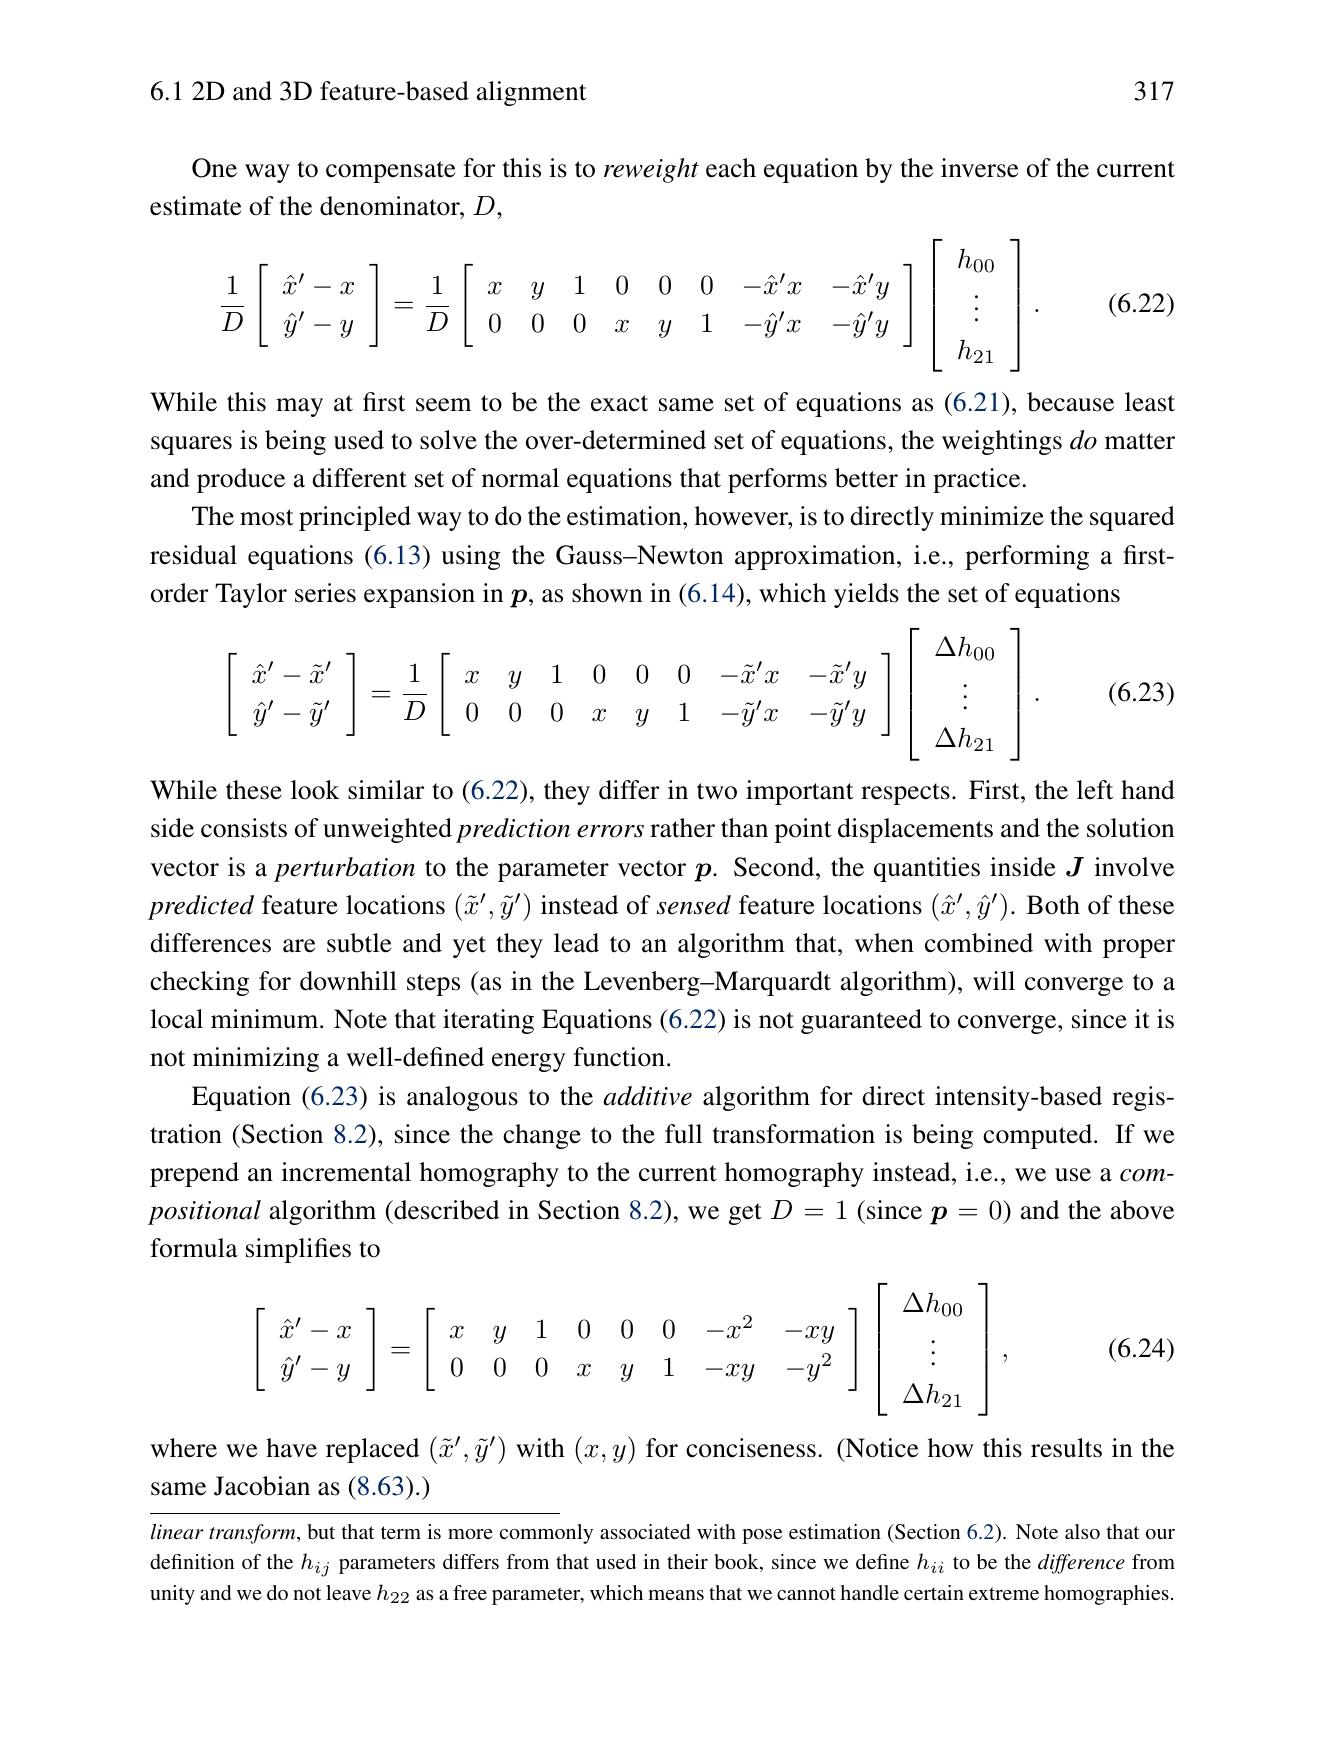 6.1 2D and 3D feature-based alignment 317
One way to compensate for this is to reweight each equation by the inverse of the current
estimate of the denominator, D,
\frac{1}{D} \begin{bmatrix} \hat{x}' - x \\ \hat{y}' - y \end{bmatrix} = \frac{1}{D} \begin{bmatrix} x & y & 1 & 0 & 0 & 0 & -\hat{x}'x & -\hat{x}'y \\ 0 & 0 & 0 & x & y & 1 & -\hat{y}'x & -\hat{y}'y \end{bmatrix} \begin{bmatrix} h_{00} \\ \vdots \\ h_{21} \end{bmatrix}. (6.22)
While this may at first seem to be the exact same set of equations as (6.21), because least
squares is being used to solve the over-determined set of equations, the weightings do matter
and produce a different set of normal equations that performs better in practice.
The most principled way to do the estimation, however, is to directly minimize the squared
residual equations (6.13) using the Gauss–Newton approximation, i.e., performing a first-
order Taylor series expansion in p, as shown in (6.14), which yields the set of equations
\begin{bmatrix} \hat{x}' - \tilde{x}' \\ \hat{y}' - \tilde{y}' \end{bmatrix} = \frac{1}{D} \begin{bmatrix} x & y & 1 & 0 & 0 & 0 & -\tilde{x}'x & -\tilde{x}'y \\ 0 & 0 & 0 & x & y & 1 & -\tilde{y}'x & -\tilde{y}'y \end{bmatrix} \begin{bmatrix} \Delta h_{00} \\ \vdots \\ \Delta h_{21} \end{bmatrix}. (6.23)
While these look similar to (6.22), they differ in two important respects. First, the left hand
side consists of unweighted prediction errors rather than point displacements and the solution
vector is a perturbation to the parameter vector p. Second, the quantities inside J involve
predicted feature locations (x̃′, ỹ′) instead of sensed feature locations (x̂′, ŷ′). Both of these
differences are subtle and yet they lead to an algorithm that, when combined with proper
checking for downhill steps (as in the Levenberg–Marquardt algorithm), will converge to a
local minimum. Note that iterating Equations (6.22) is not guaranteed to converge, since it is
not minimizing a well-defined energy function.
Equation (6.23) is analogous to the additive algorithm for direct intensity-based regis-
tration (Section 8.2), since the change to the full transformation is being computed. If we
prepend an incremental homography to the current homography instead, i.e., we use a com-
positional algorithm (described in Section 8.2), we get D = 1 (since p = 0) and the above
formula simplifies to
\begin{bmatrix} \hat{x}' - x \\ \hat{y}' - y \end{bmatrix} = \begin{bmatrix} x & y & 1 & 0 & 0 & 0 & -x^2 & -xy \\ 0 & 0 & 0 & x & y & 1 & -xy & -y^2 \end{bmatrix} \begin{bmatrix} \Delta h_{00} \\ \vdots \\ \Delta h_{21} \end{bmatrix}, (6.24)
where we have replaced (x̃′, ỹ′) with (x, y) for conciseness. (Notice how this results in the
same Jacobian as (8.63).)
linear transform, but that term is more commonly associated with pose estimation (Section 6.2). Note also that our
definition of the h_{ij} parameters differs from that used in their book, since we define h_{ii} to be the difference from
unity and we do not leave h_{22} as a free parameter, which means that we cannot handle certain extreme homographies.